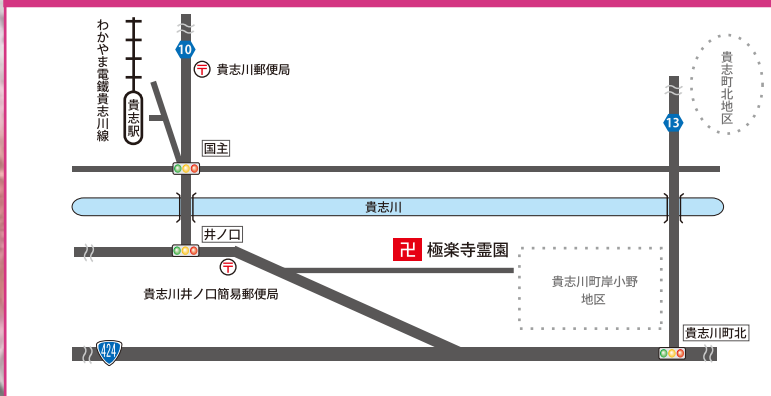 わかやま電鐵貴志川線
貴志駅
10
貴志川郵便局
国主
13
貴志町北地区
貴志川
井ノ口
卍 極楽寺霊園
貴志川井ノ口簡易郵便局
貴志川町岸小野
地区
貴志川町北
424